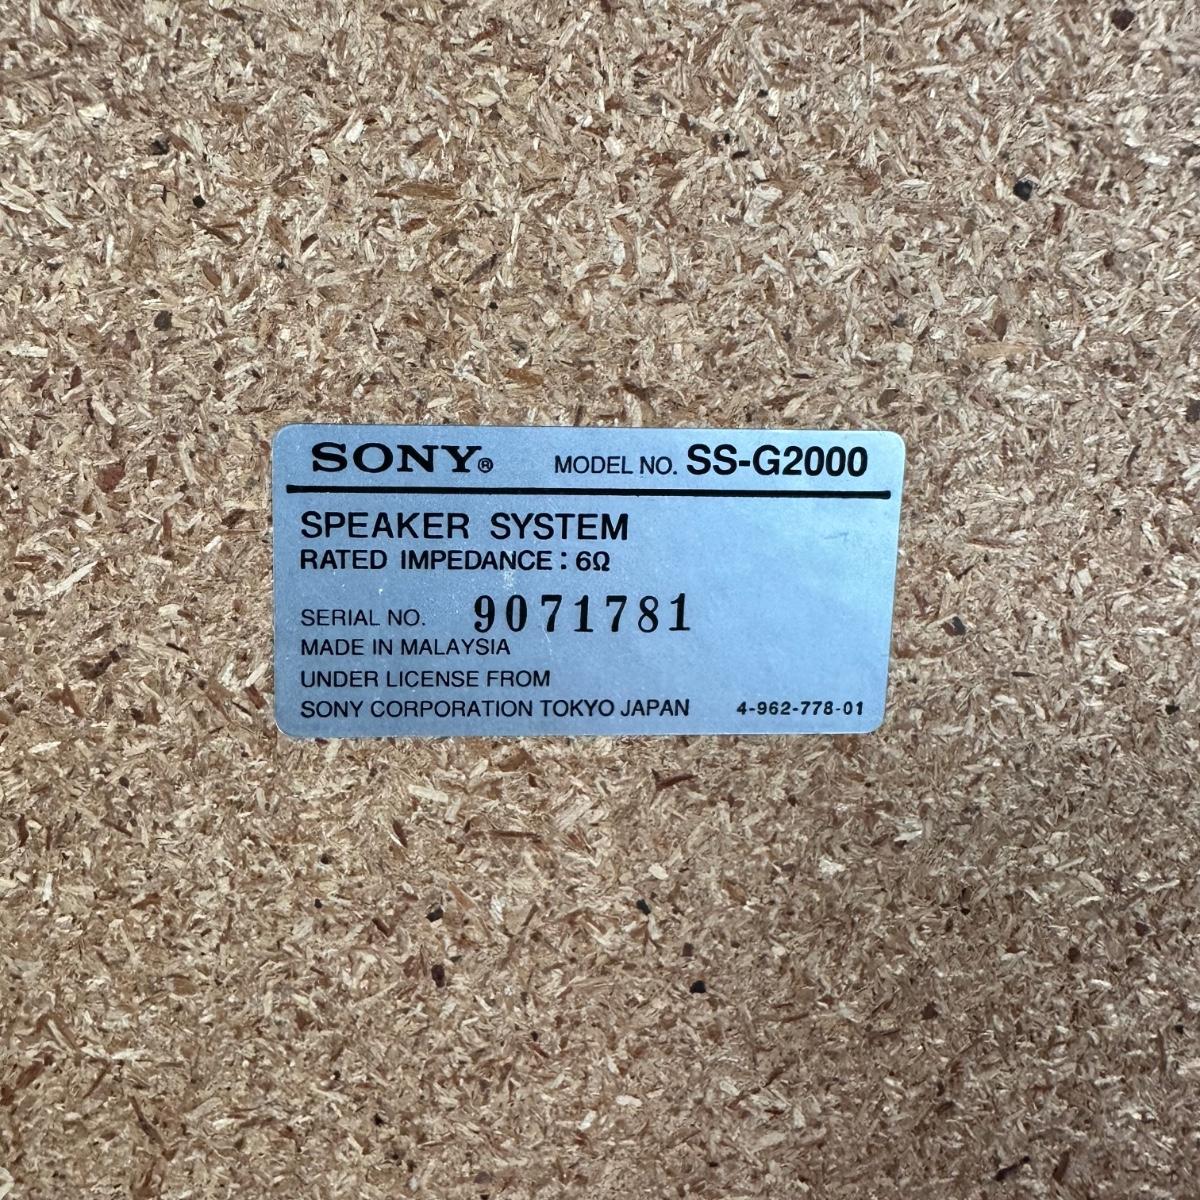 SONY® MODEL NO. SS-G2000
SPEAKER SYSTEM
RATED IMPEDANCE : 6Ω
SERIAL NO. 9071781
MADE IN MALAYSIA
UNDER LICENSE FROM
SONY CORPORATION TOKYO JAPAN 4-962-778-01